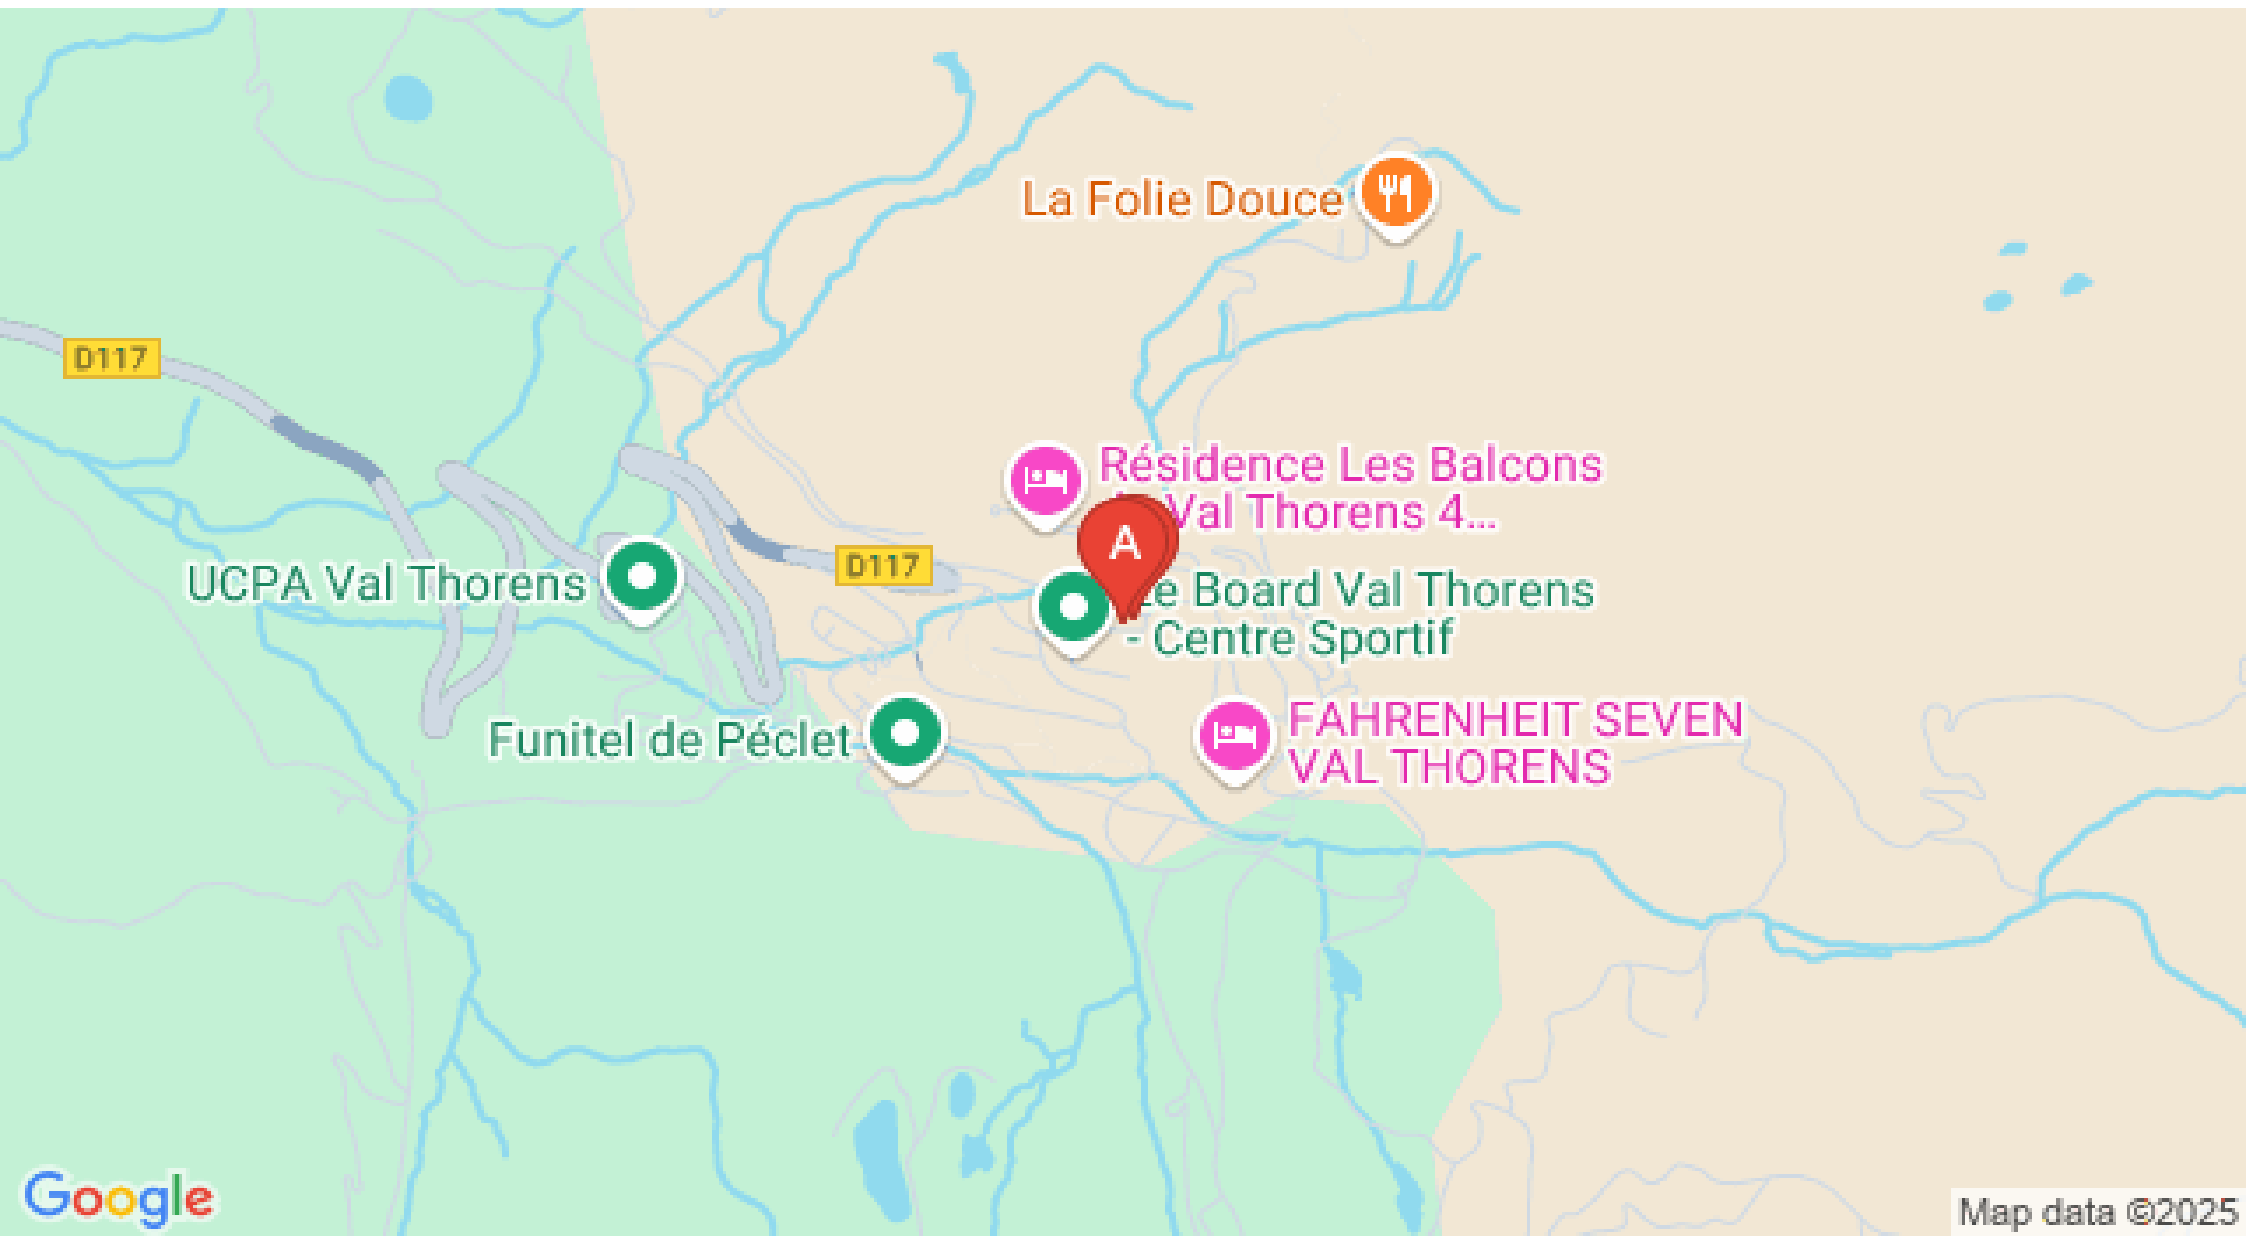 La Folie Douce
D117
Résidence Les Balcons
Val Thorens 4...
A
D117
UCPA Val Thorens
Le Board Val Thorens
- Centre Sportif
Funitel de Péclet
FAHRENHEIT SEVEN
VAL THORENS
Google
Map data ©2025